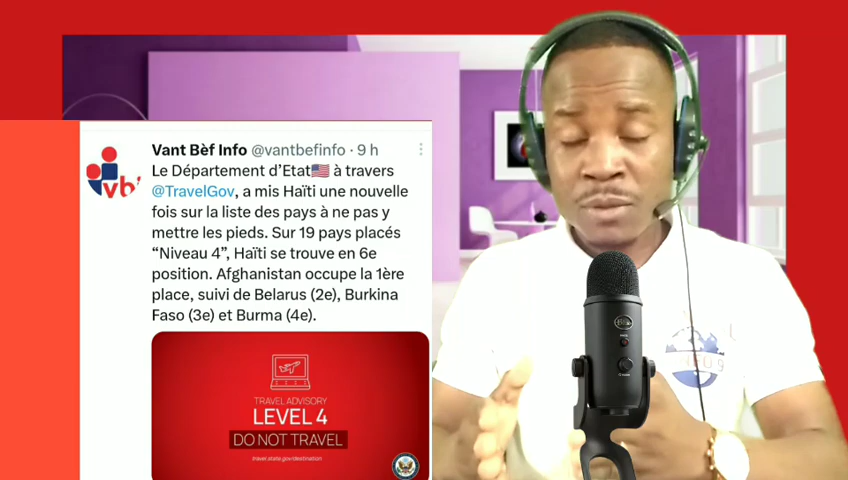 Vant Bèf Info @vantbefinfo · 9 h
Le Département d'Etat🇺🇸 à travers
@TravelGov, a mis Haïti une nouvelle
fois sur la liste des pays à ne pas y
mettre les pieds. Sur 19 pays placés
“Niveau 4”, Haïti se trouve en 6e
position. Afghanistan occupe la 1ère
place, suivi de Belarus (2e), Burkina
Faso (3e) et Burma (4e).
vb
TRAVEL ADVISORY
LEVEL 4
DO NOT TRAVEL
travel.state.gov/destination